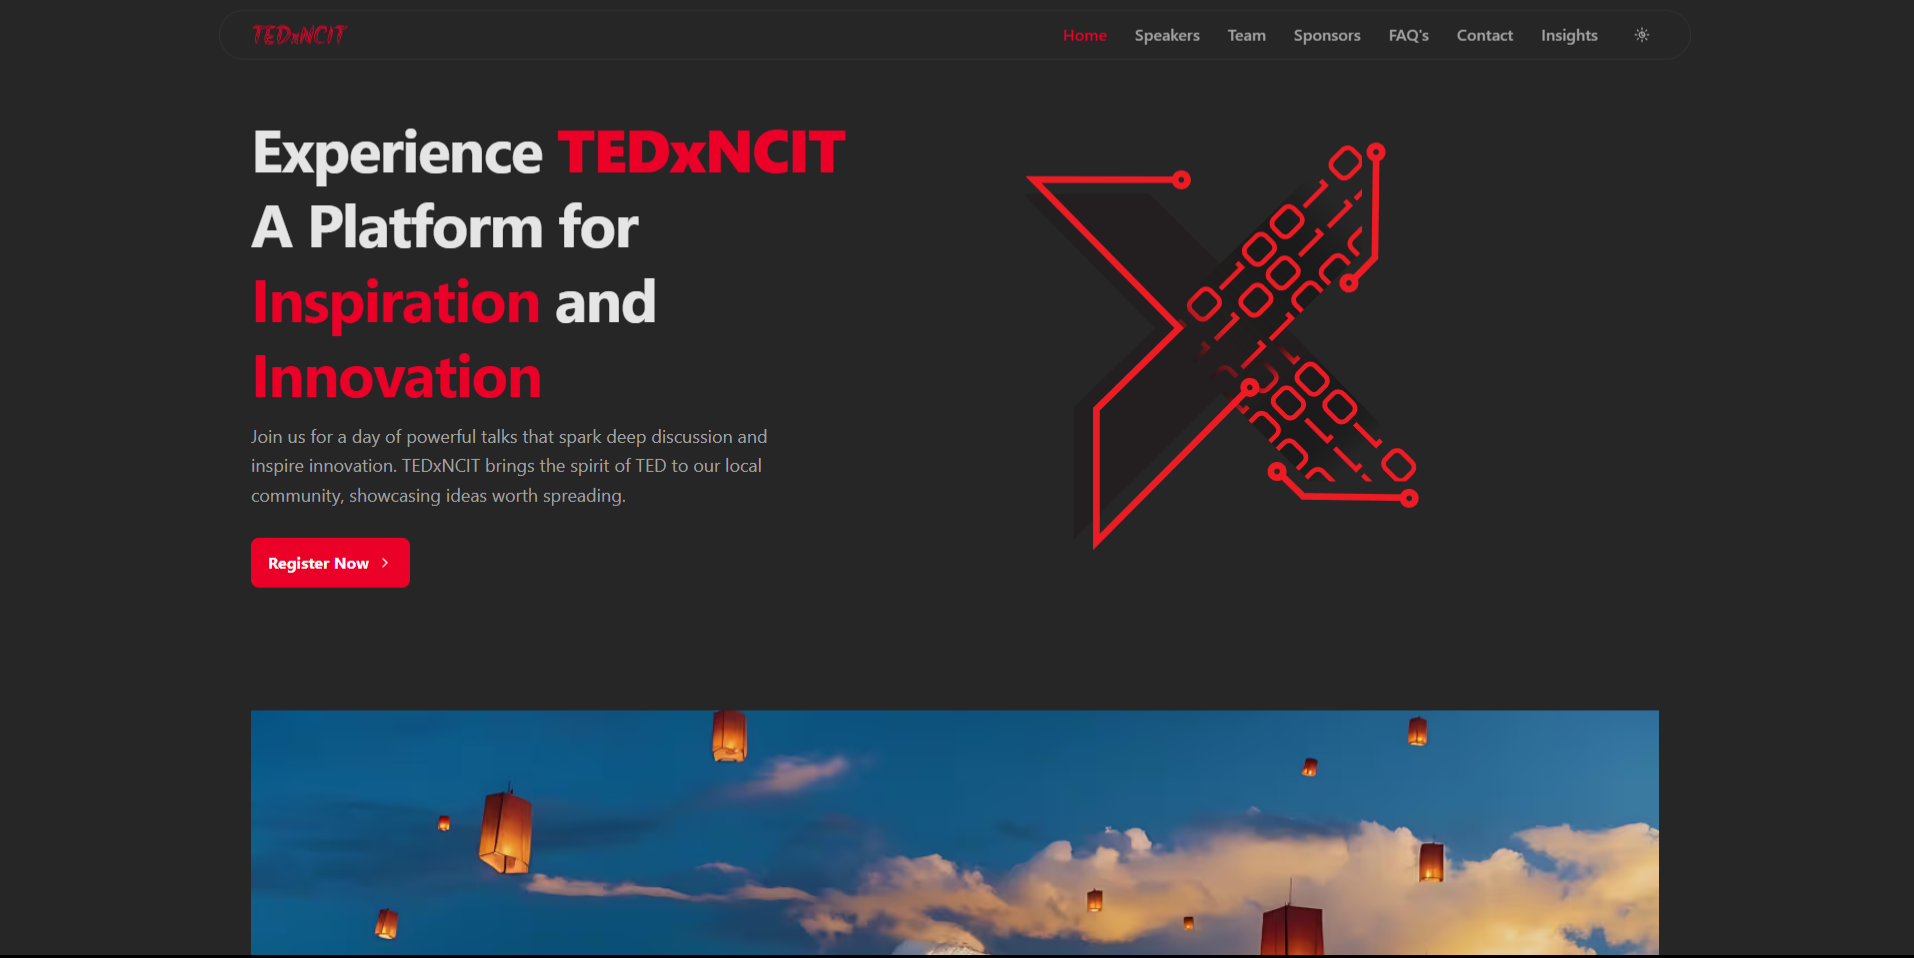 TEDxNCIT
Home Speakers Team Sponsors FAQ's Contact Insights
Experience TEDxNCIT
A Platform for
Inspiration and
Innovation
Join us for a day of powerful talks that spark deep discussion and
inspire innovation. TEDxNCIT brings the spirit of TED to our local
community, showcasing ideas worth spreading.
Register Now